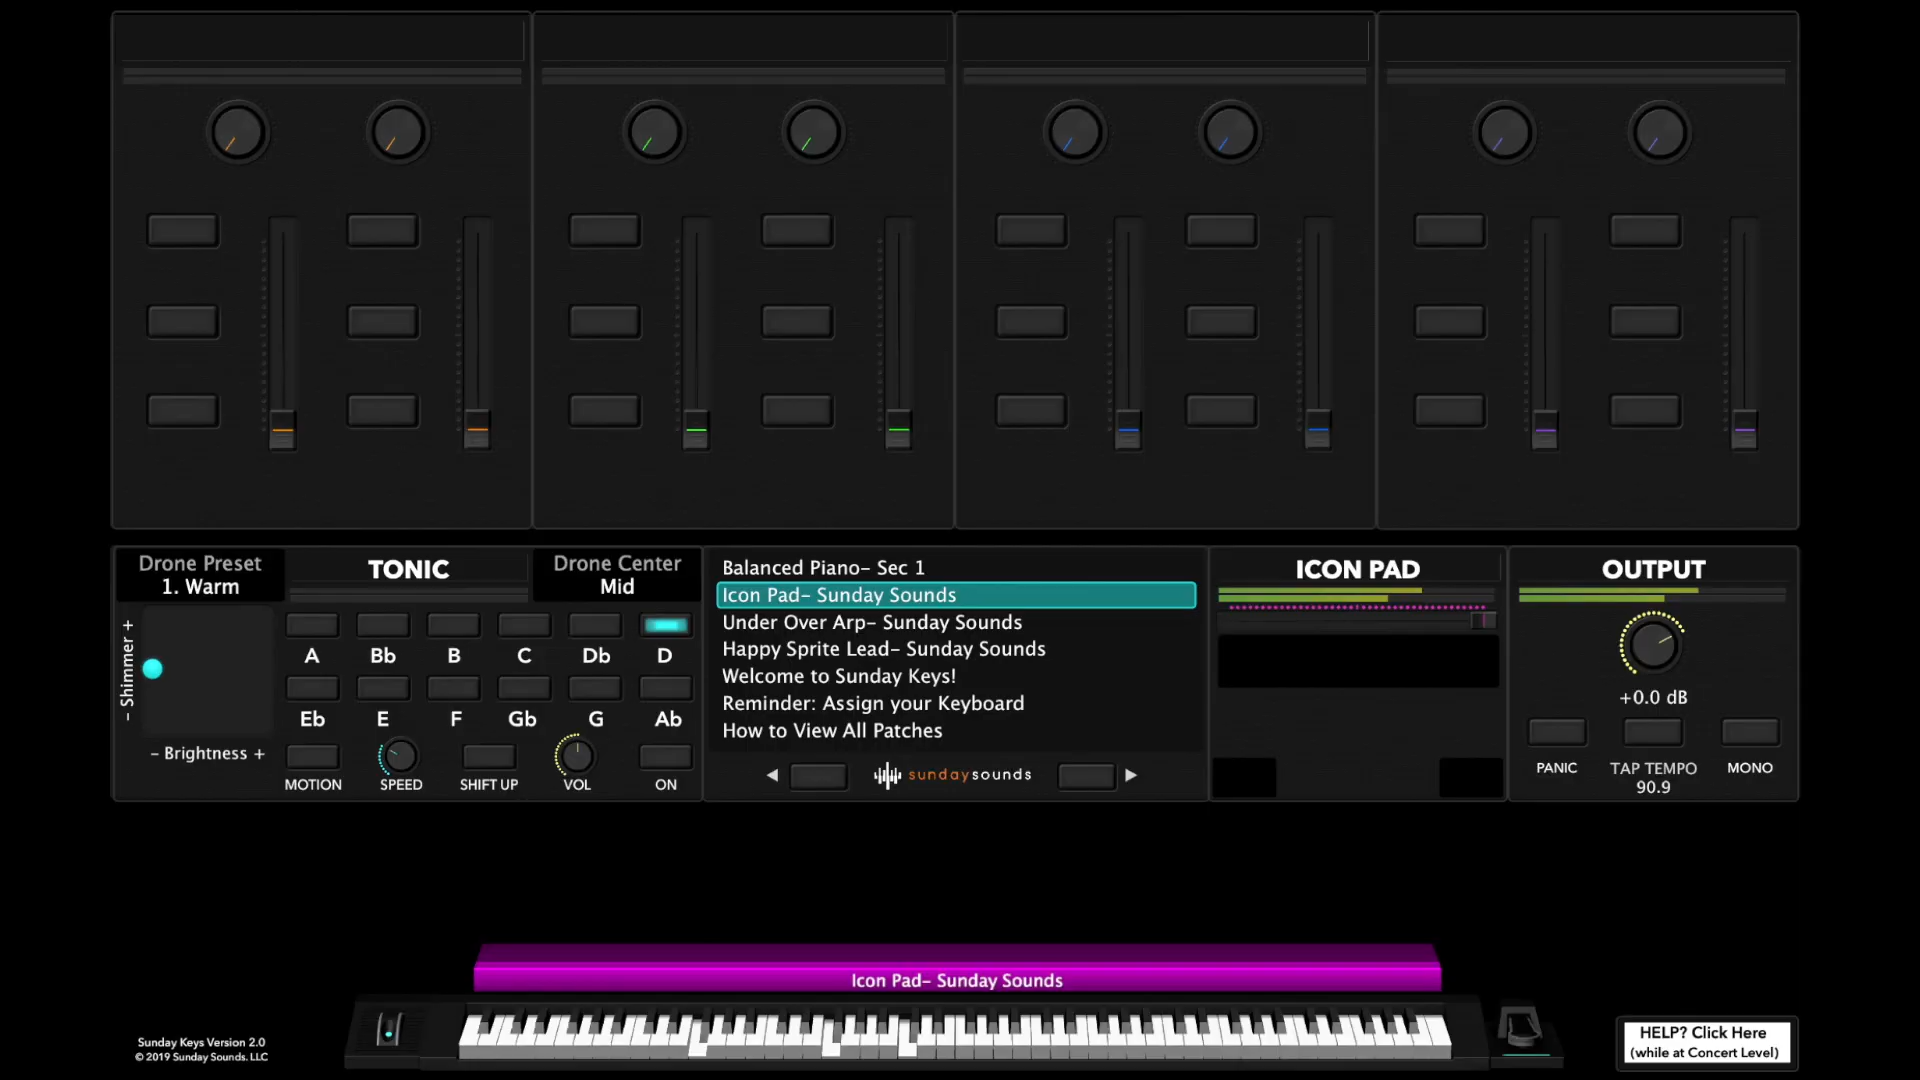 Drone Preset
1. Warm
TONIC
Drone Center
Mid
- Shimmer +
- Brightness +
A
Bb
B
C
Db
D
Eb
E
F
Gb
G
Ab
MOTION
SPEED
SHIFT UP
VOL
ON
Balanced Piano- Sec 1
Icon Pad- Sunday Sounds
Under Over Arp- Sunday Sounds
Happy Sprite Lead- Sunday Sounds
Welcome to Sunday Keys!
Reminder: Assign your Keyboard
How to View All Patches
sundaysounds
ICON PAD
OUTPUT
+0.0 dB
PANIC
TAP TEMPO
90.9
MONO
Icon Pad- Sunday Sounds
Sunday Keys Version 2.0
© 2019 Sunday Sounds. LLC
HELP? Click Here
(while at Concert Level)